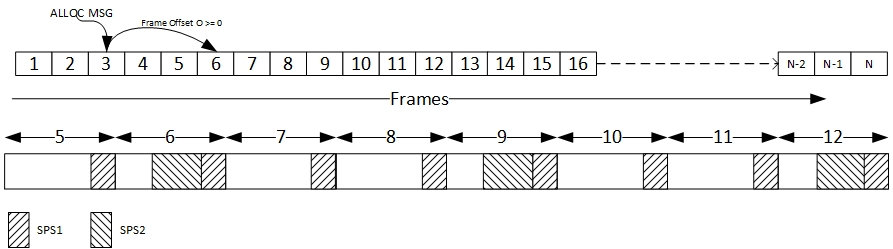 ALLOC MSG
Frame Offset O >= 0
1 2 3 4 5 6 7 8 9 10 11 12 13 14 15 16 N-2 N-1 N
Frames
5 6 7 8 9 10 11 12
SPS1 SPS2